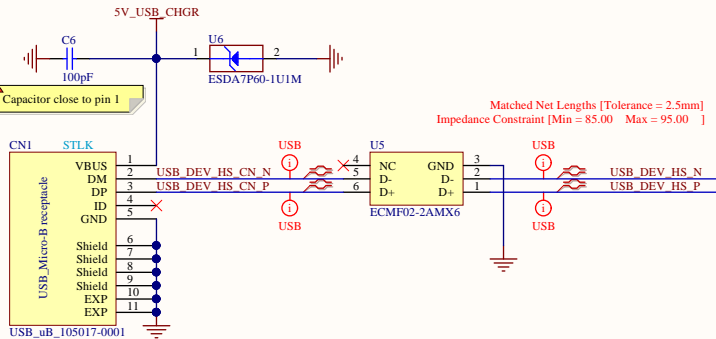 5V_USB_CHGR
C6
100pF
U6
1
2
ESDA7P60-1U1M
Capacitor close to pin 1
Matched Net Lengths [Tolerance = 2.5mm]
Impedance Constraint [Min = 85.00 Max = 95.00 ]
CN1 STLK
USB_Micro-B receptacle
VBUS 1
DM 2 USB_DEV_HS_CN_N
DP 3 USB_DEV_HS_CN_P
ID 4
GND 5
Shield 6
Shield 7
Shield 8
Shield 9
EXP 10
EXP 11
USB_uB_105017-0001
USB
i
i
USB
U5
4 NC GND 3
5 D- D- 2
6 D+ D+ 1
ECMF02-2AMX6
USB
i
i
USB
USB_DEV_HS_N
USB_DEV_HS_P